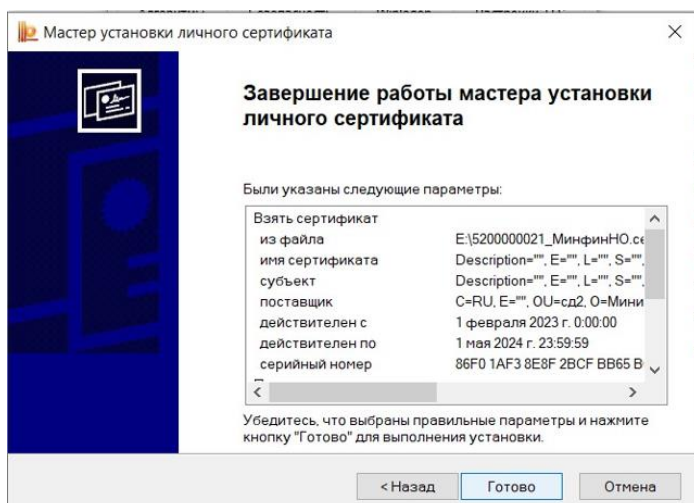 Мастер установки личного сертификата
Завершение работы мастера установки
личного сертификата
Были указаны следующие параметры:
Взять сертификат
из файла E:\5200000021_МинфинНО.се
имя сертификата Description="", E="", L="", S="",
субъект Description="", E="", L="", S="",
поставщик C=RU, E="", OU=сд2, O=Мини
действителен с 1 февраля 2023 г. 0:00:00
действителен по 1 мая 2024 г. 23:59:59
серийный номер 86F0 1AF3 8E8F 2BCF BB65 B
Убедитесь, что выбраны правильные параметры и нажмите
кнопку "Готово" для выполнения установки.
< Назад Готово Отмена